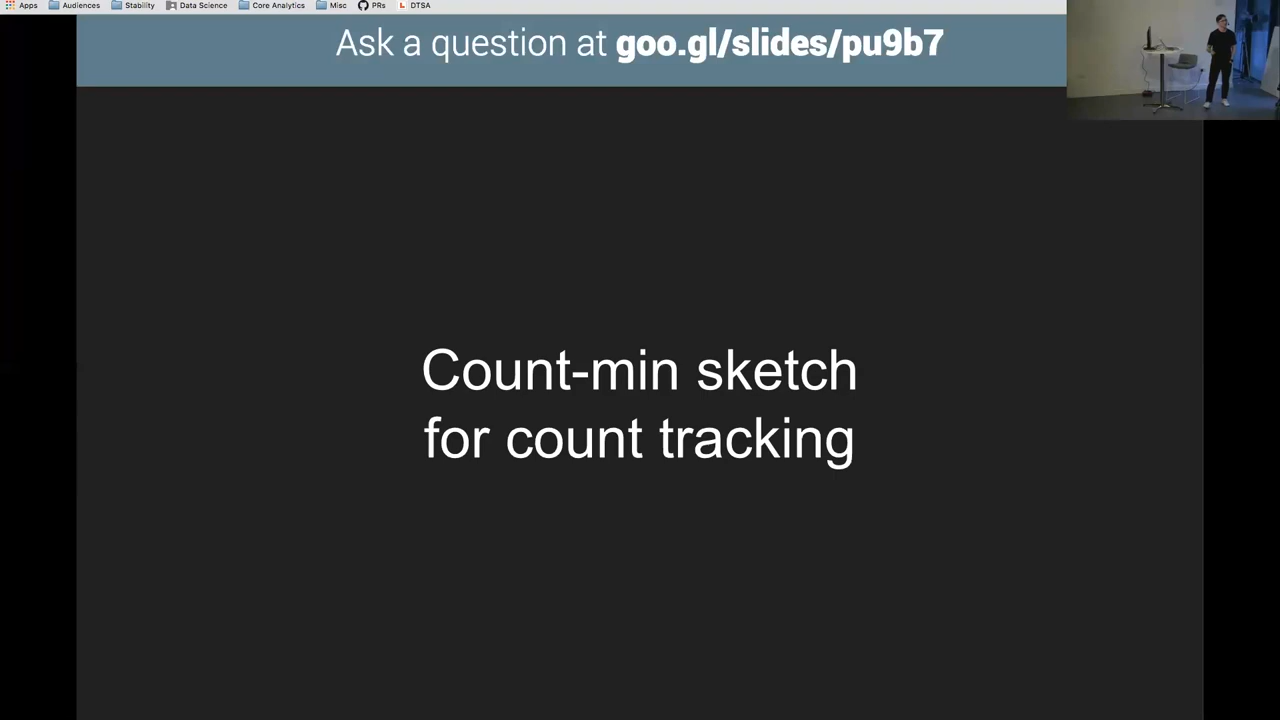 Apps Audiences Stability Data Science Core Analytics Misc PRs DTSA
Ask a question at goo.gl/slides/pu9b7
Count-min sketch
for count tracking